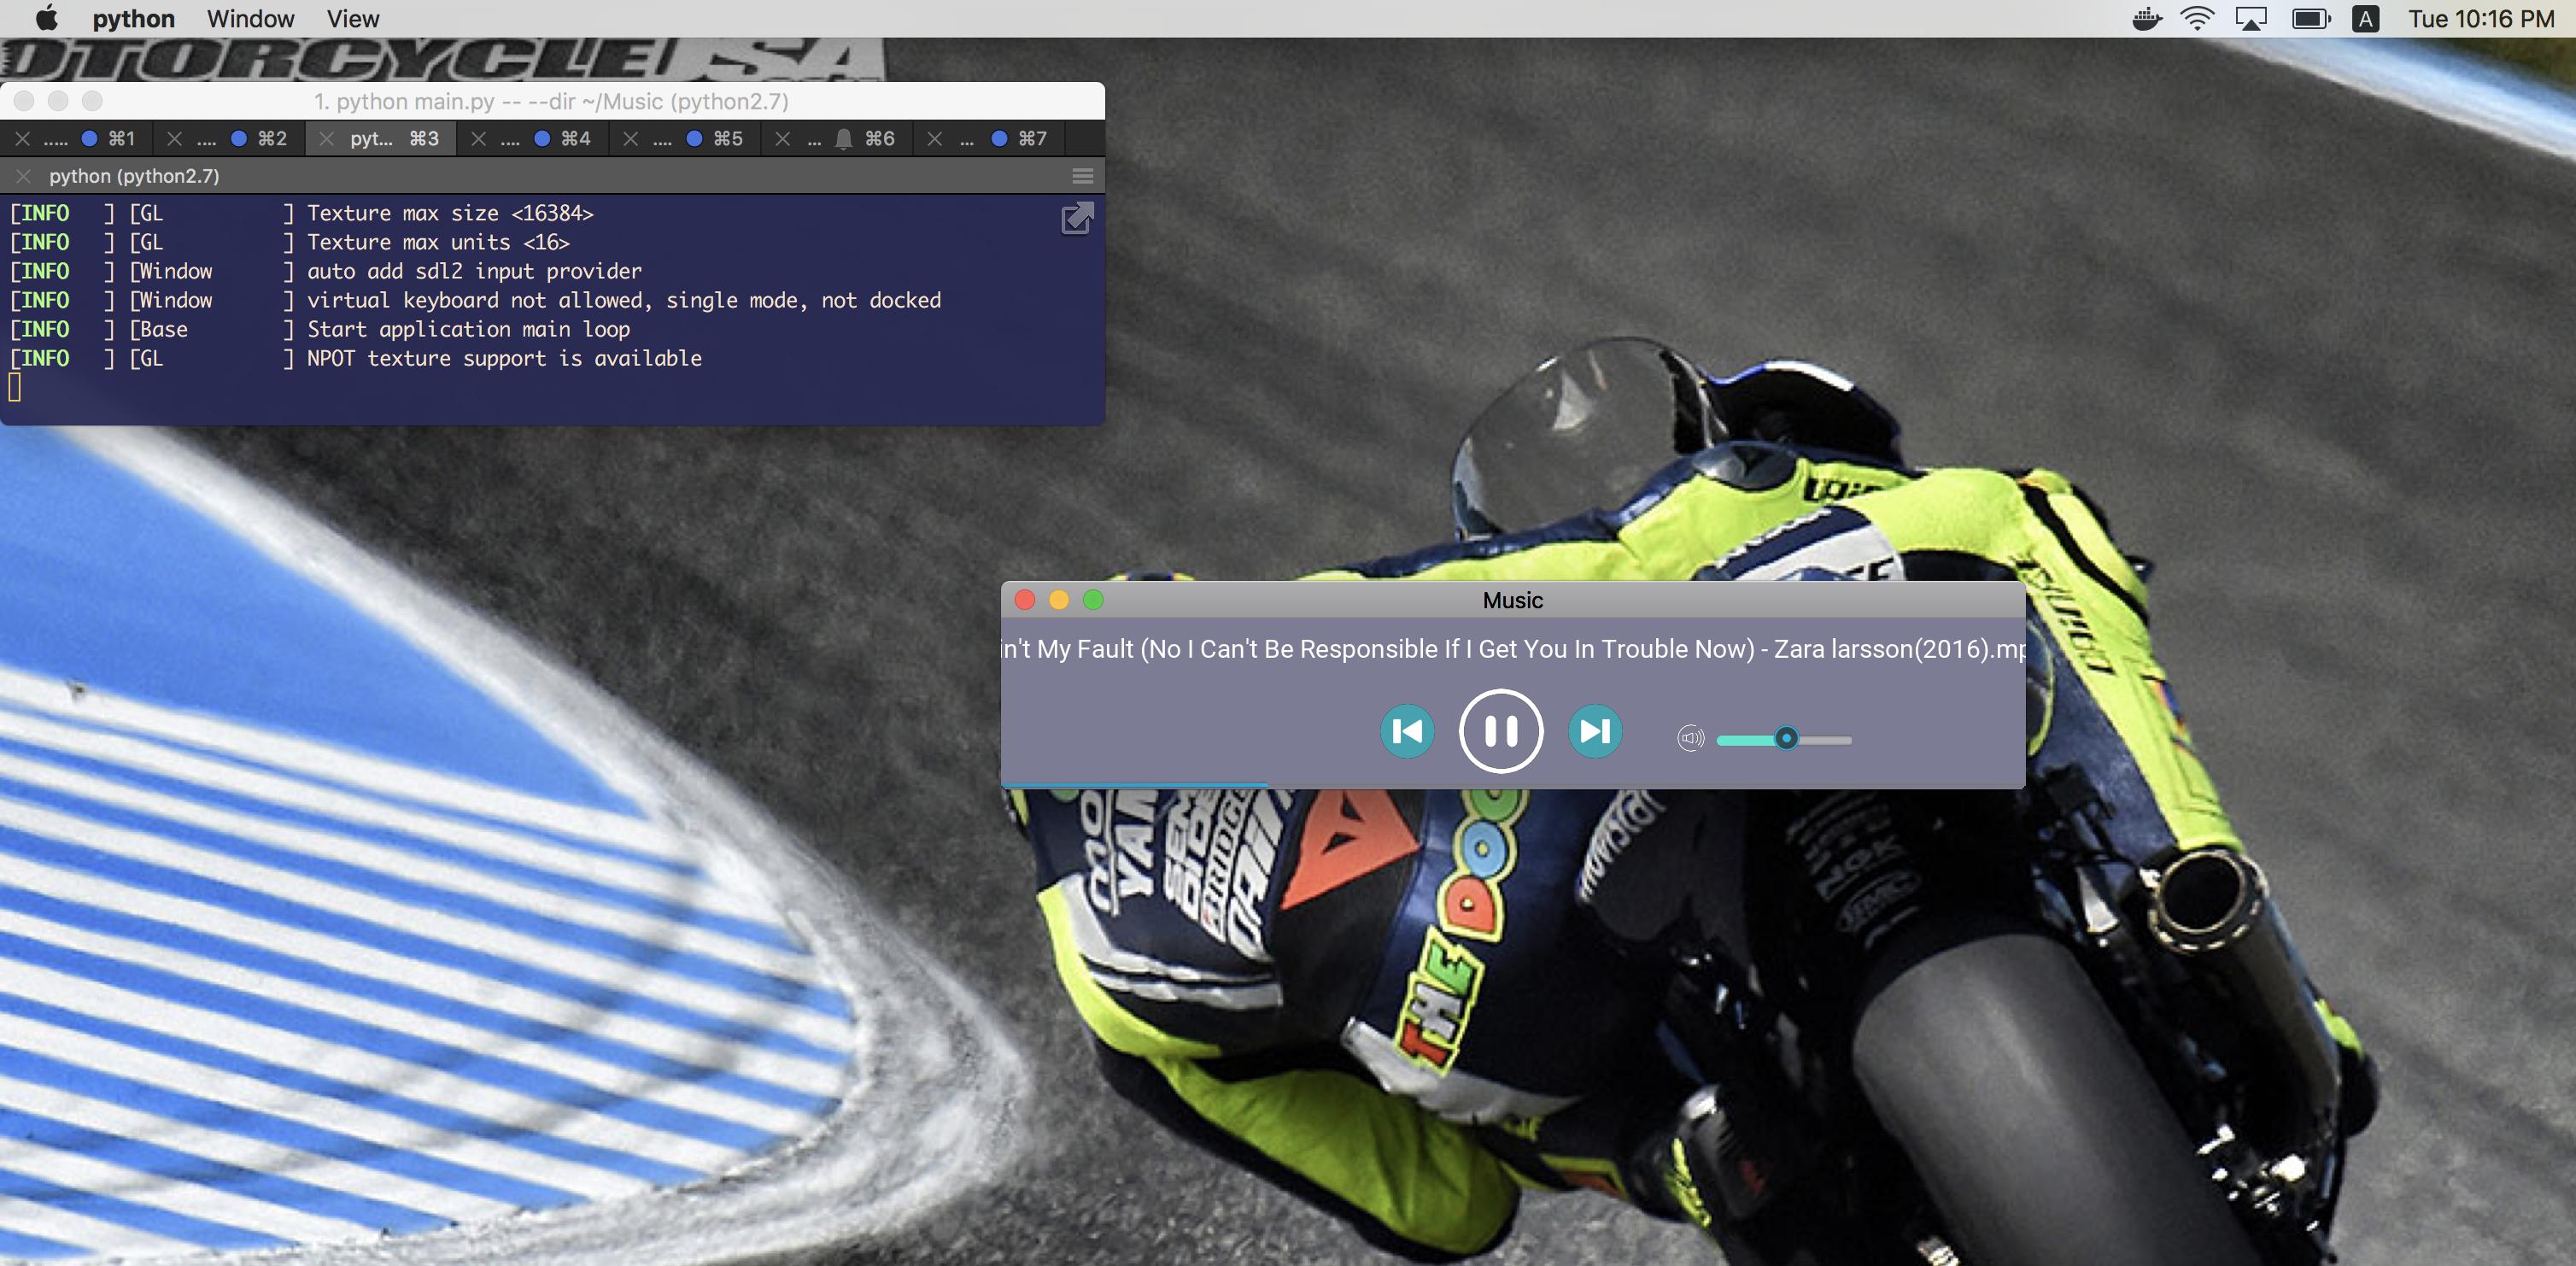 python Window View
A Tue 10:16 PM
MOTORCYCLE USA
1. python main.py -- --dir ~/Music (python2.7)
..... ⌘1 .... ⌘2 pyt... ⌘3 .... ⌘4 .... ⌘5 ... ⌘6 ... ⌘7
python (python2.7)
[INFO   ] [GL          ] Texture max size <16384>
[INFO   ] [GL          ] Texture max units <16>
[INFO   ] [Window      ] auto add sdl2 input provider
[INFO   ] [Window      ] virtual keyboard not allowed, single mode, not docked
[INFO   ] [Base        ] Start application main loop
[INFO   ] [GL          ] NPOT texture support is available
Music
in't My Fault (No I Can't Be Responsible If I Get You In Trouble Now) - Zara larsson(2016).mp
THE DOC
NGK